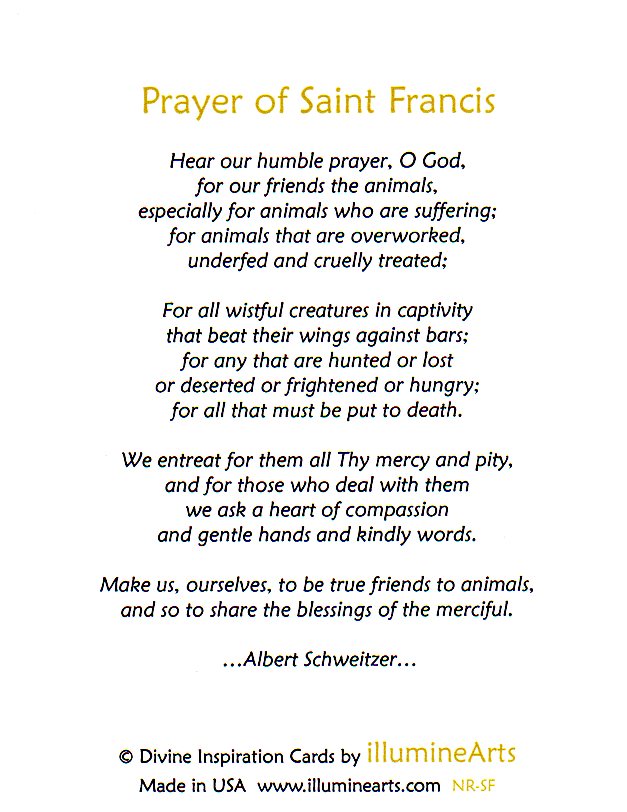 Prayer of Saint Francis
Hear our humble prayer, O God,
for our friends the animals,
especially for animals who are suffering;
for animals that are overworked,
underfed and cruelly treated;
For all wistful creatures in captivity
that beat their wings against bars;
for any that are hunted or lost
or deserted or frightened or hungry;
for all that must be put to death.
We entreat for them all Thy mercy and pity,
and for those who deal with them
we ask a heart of compassion
and gentle hands and kindly words.
Make us, ourselves, to be true friends to animals,
and so to share the blessings of the merciful.
...Albert Schweitzer...
© Divine Inspiration Cards by illumineArts
Made in USA www.illuminearts.com NR-SF